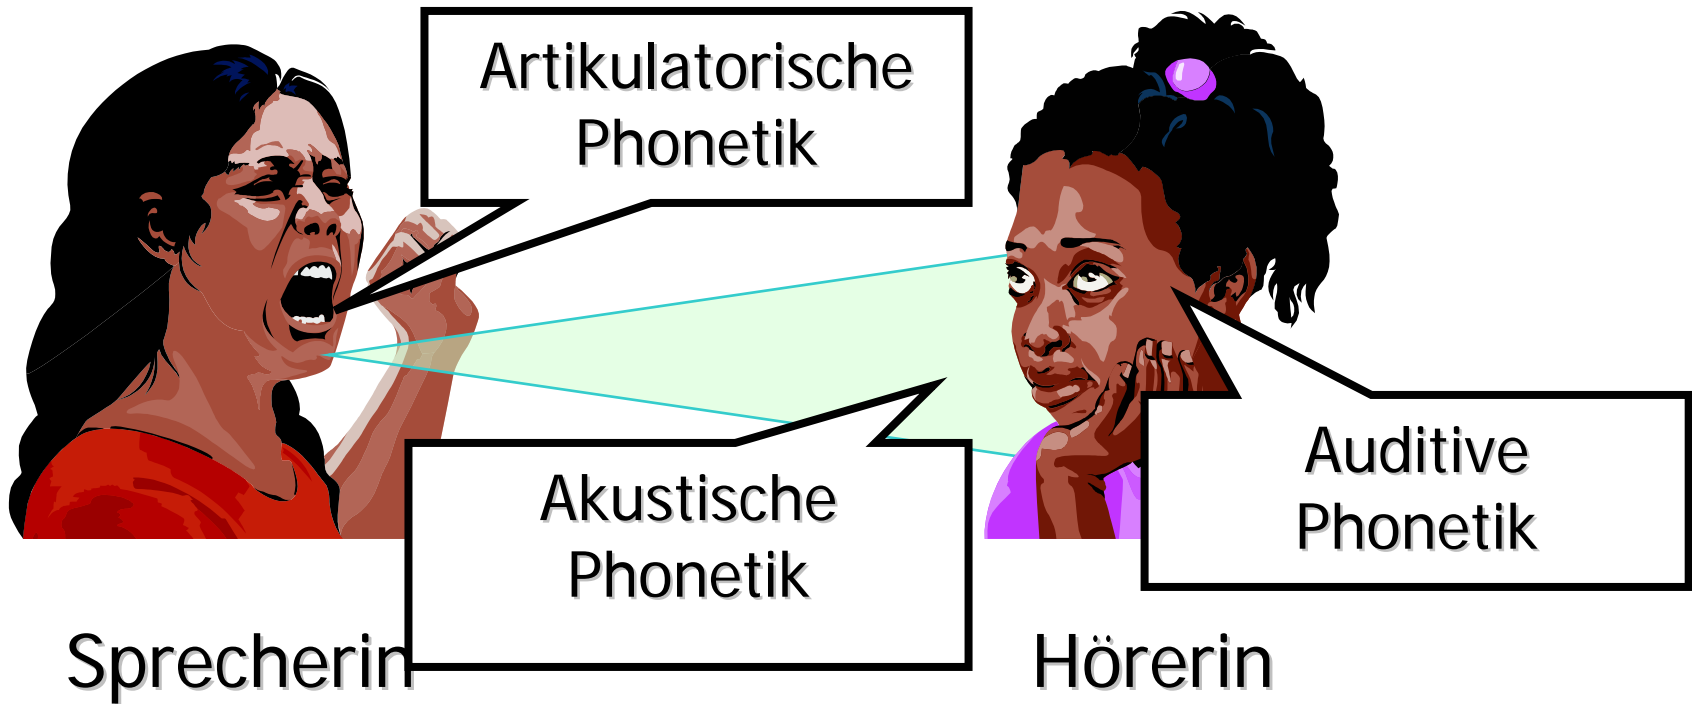 Artikulatorische
Phonetik
Akustische
Phonetik
Auditive
Phonetik
Sprecherin
Hörerin